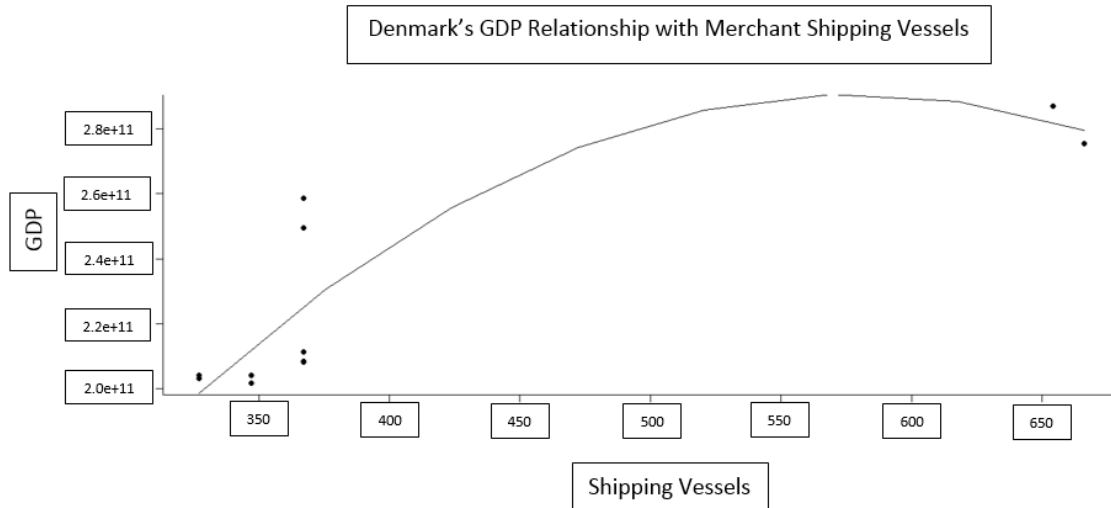 Denmark’s GDP Relationship with Merchant Shipping Vessels
2.8e+11
2.6e+11
GDP
2.4e+11
2.2e+11
2.0e+11
350 400 450 500 550 600 650
Shipping Vessels